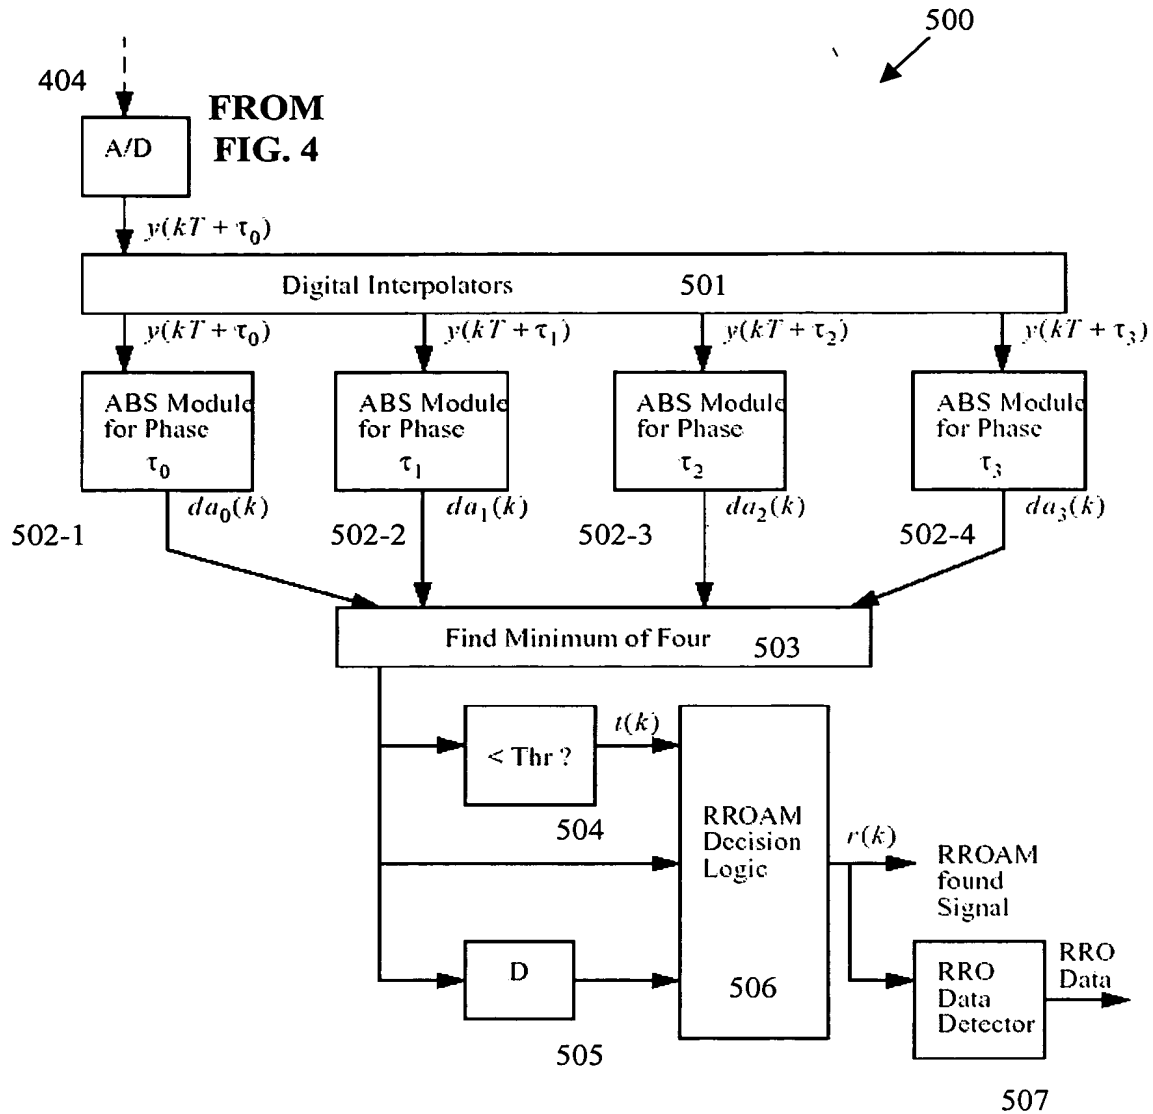 500
404
FROM
FIG. 4
A/D
y(kT + τ0)
Digital Interpolators 501
y(kT + τ0) y(kT + τ1) y(kT + τ2) y(kT + τ3)
ABS Module
for Phase
τ0
ABS Module
for Phase
τ1
ABS Module
for Phase
τ2
ABS Module
for Phase
τ3
da0(k) da1(k) da2(k) da3(k)
502-1 502-2 502-3 502-4
Find Minimum of Four 503
< Thr ?
504
t(k)
RROAM
Decision
Logic
506
r(k)
RROAM
found
Signal
D
505
RRO
Data
Detector
507
RRO
Data